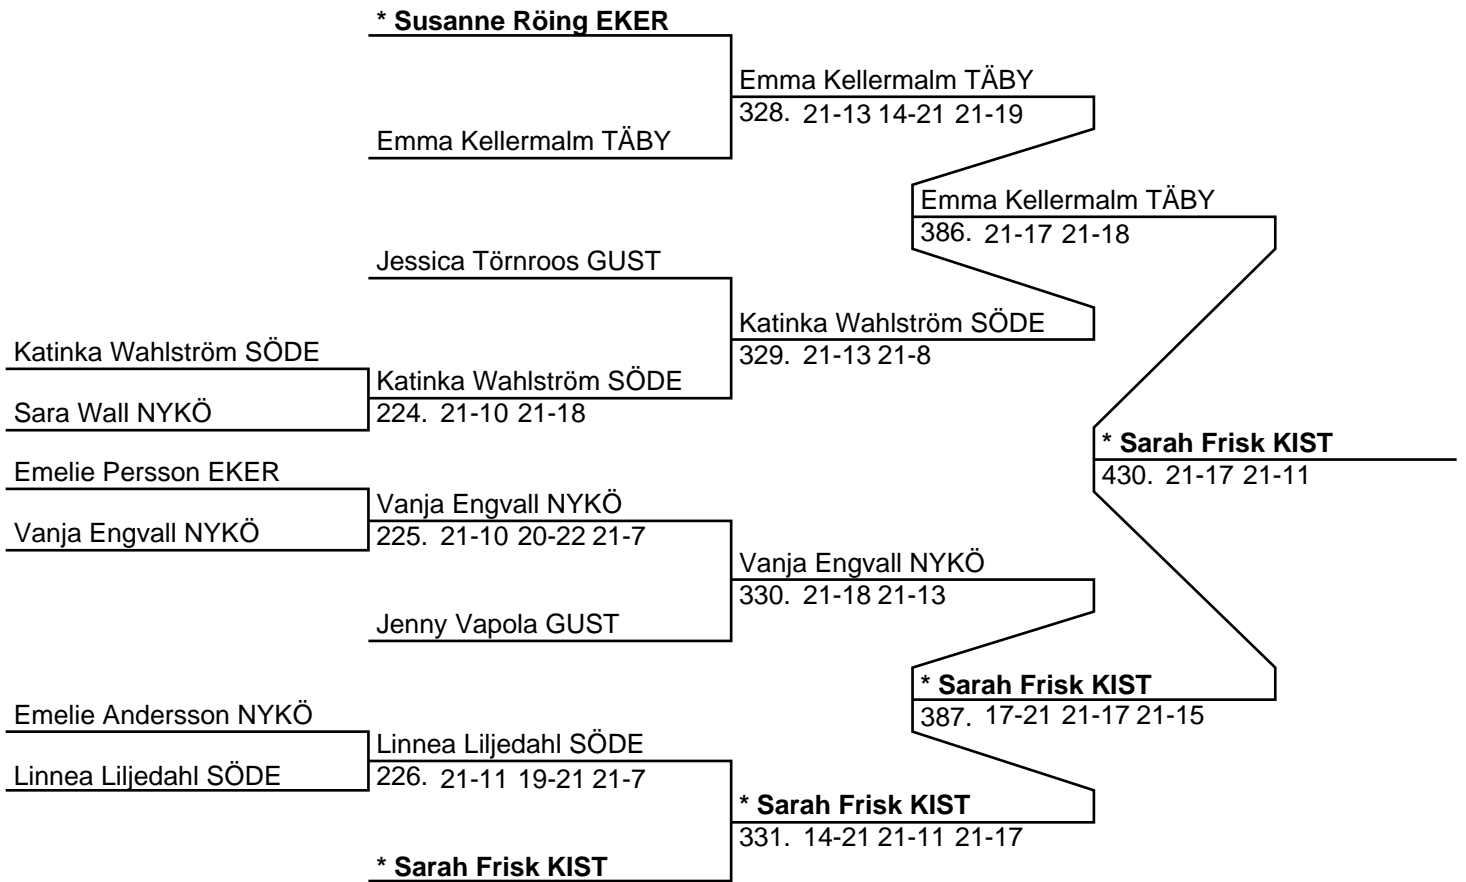 * Susanne Röing EKER
Emma Kellermalm TÄBY
328. 21-13 14-21 21-19
Emma Kellermalm TÄBY
Emma Kellermalm TÄBY
386. 21-17 21-18
Jessica Törnroos GUST
Katinka Wahlström SÖDE
329. 21-13 21-8
Katinka Wahlström SÖDE
Katinka Wahlström SÖDE
224. 21-10 21-18
Sara Wall NYKÖ
* Sarah Frisk KIST
430. 21-17 21-11
Emelie Persson EKER
Vanja Engvall NYKÖ
225. 21-10 20-22 21-7
Vanja Engvall NYKÖ
Vanja Engvall NYKÖ
330. 21-18 21-13
Jenny Vapola GUST
* Sarah Frisk KIST
387. 17-21 21-17 21-15
Emelie Andersson NYKÖ
Linnea Liljedahl SÖDE
226. 21-11 19-21 21-7
Linnea Liljedahl SÖDE
* Sarah Frisk KIST
331. 14-21 21-11 21-17
* Sarah Frisk KIST